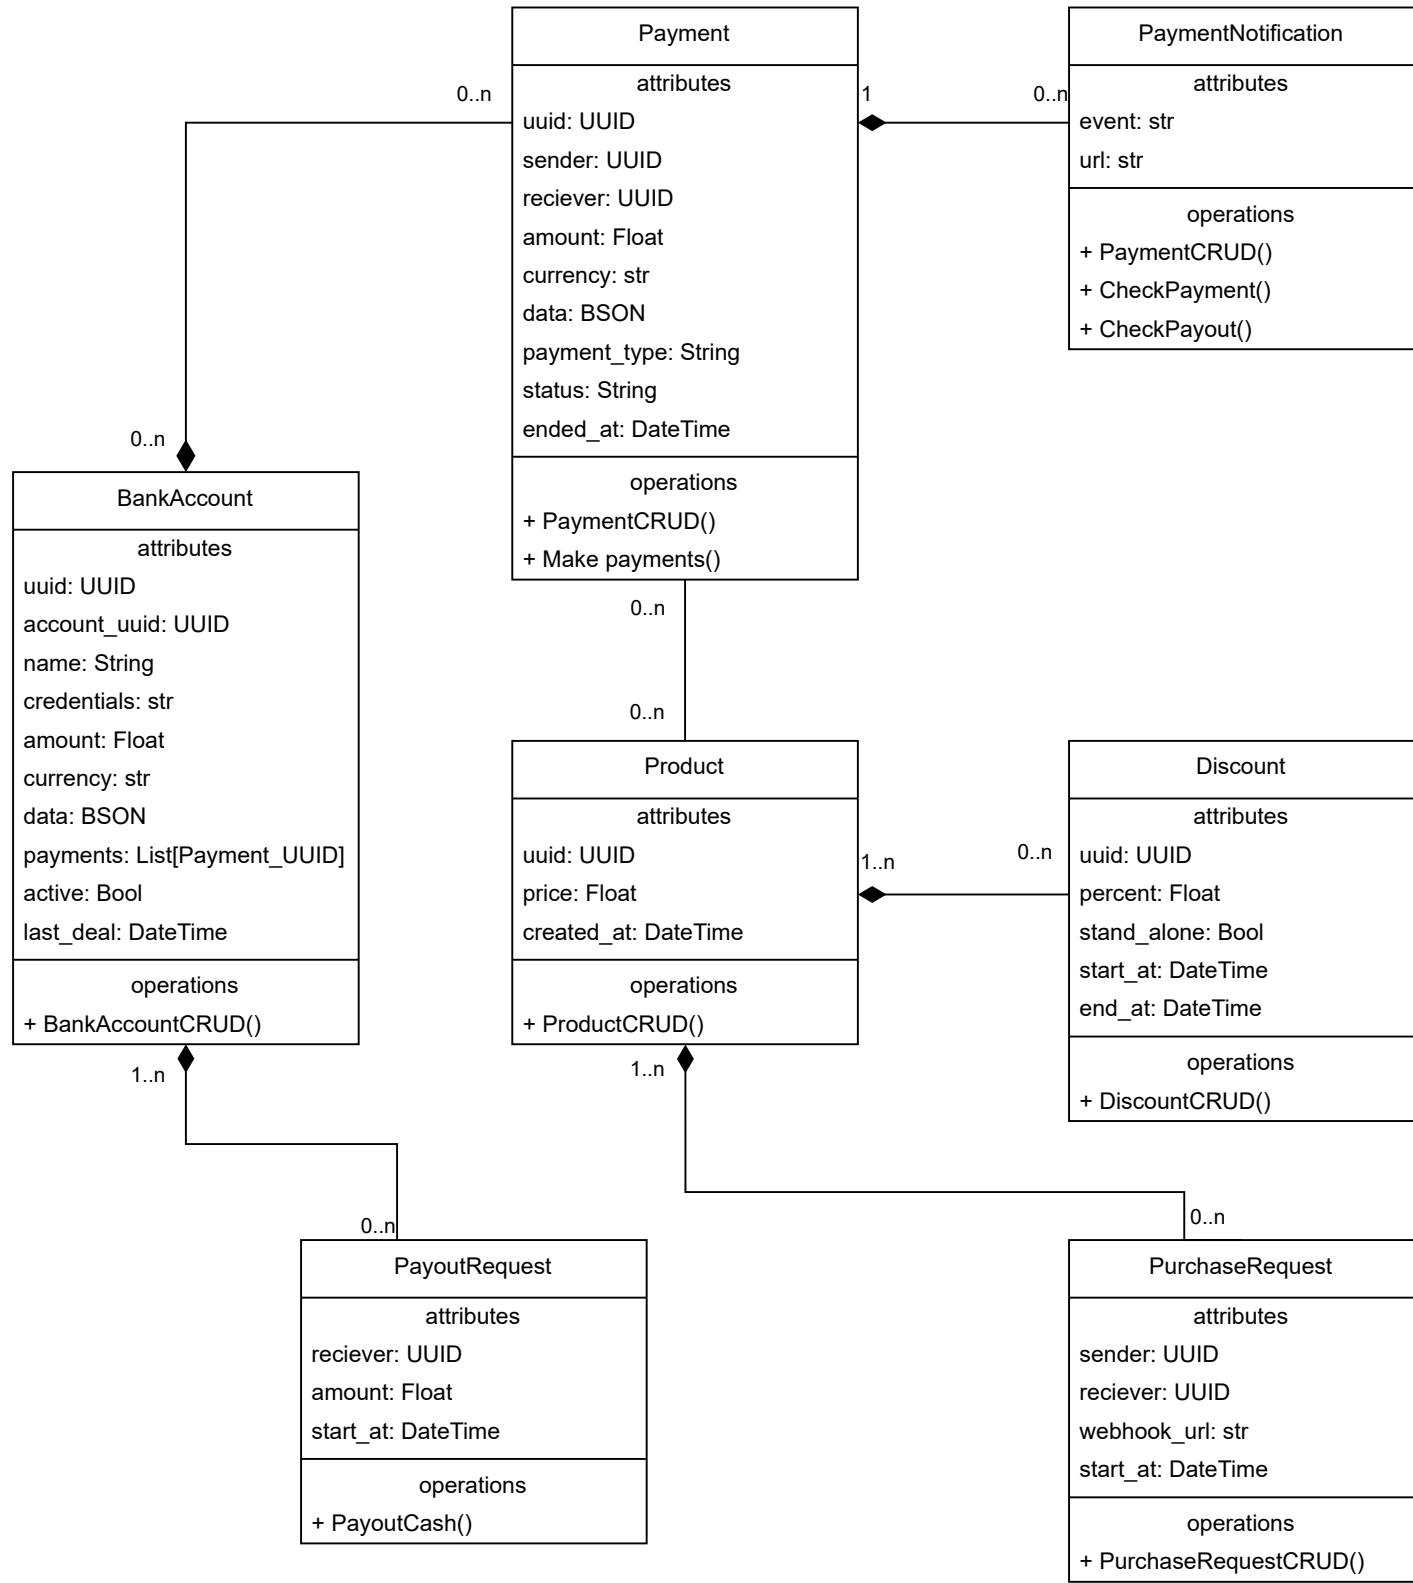 Payment
attributes
uuid: UUID
sender: UUID
reciever: UUID
amount: Float
currency: str
data: BSON
payment_type: String
status: String
ended_at: DateTime
operations
+ PaymentCRUD()
+ Make payments()
PaymentNotification
attributes
event: str
url: str
operations
+ PaymentCRUD()
+ CheckPayment()
+ CheckPayout()
0..n
1
0..n
0..n
BankAccount
attributes
uuid: UUID
account_uuid: UUID
name: String
credentials: str
amount: Float
currency: str
data: BSON
payments: List[Payment_UUID]
active: Bool
last_deal: DateTime
operations
+ BankAccountCRUD()
0..n
0..n
Product
attributes
uuid: UUID
price: Float
created_at: DateTime
operations
+ ProductCRUD()
1..n
0..n
Discount
attributes
uuid: UUID
percent: Float
stand_alone: Bool
start_at: DateTime
end_at: DateTime
operations
+ DiscountCRUD()
1..n
1..n
0..n
0..n
PayoutRequest
attributes
reciever: UUID
amount: Float
start_at: DateTime
operations
+ PayoutCash()
PurchaseRequest
attributes
sender: UUID
reciever: UUID
webhook_url: str
start_at: DateTime
operations
+ PurchaseRequestCRUD()